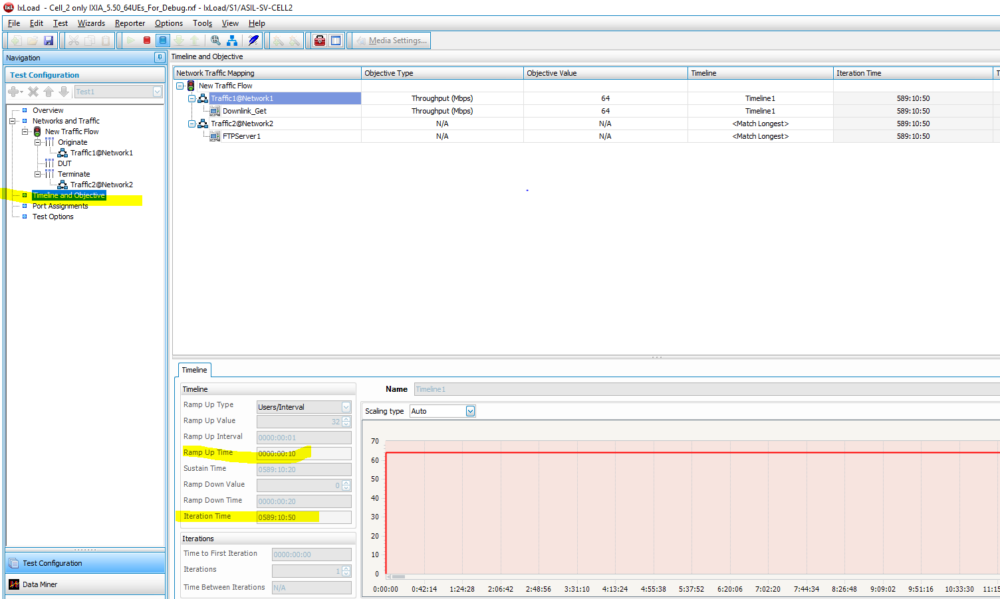 IxLoad - Cell_2 only IXIA_5.50_64UEs_For_Debug.rxf - IxLoad/S1/ASIL-SV-CELL2
File Edit Test Wizards Reporter Options Tools View Help
Media Settings...
Navigation
Timeline and Objective
Test Configuration
Test1
Overview
Networks and Traffic
New Traffic Flow
Originate
Traffic1@Network1
DUT
Terminate
Traffic2@Network2
Timeline and Objective
Port Assignments
Test Options
Test Configuration
Data Miner
Network Traffic Mapping Objective Type Objective Value Timeline Iteration Time T
New Traffic Flow
Traffic1@Network1 Throughput (Mbps) 64 Timeline1 589:10:50
Downlink_Get Throughput (Mbps) 64 Timeline1 589:10:50
Traffic2@Network2 N/A N/A <Match Longest> 589:10:50
FTPServer1 N/A N/A <Match Longest> 589:10:50
Timeline
Timeline
Ramp Up Type Users/Interval
Ramp Up Value 32
Ramp Up Interval 0000:00:01
Ramp Up Time 0000:00:10
Sustain Time 0589:10:20
Ramp Down Value 0
Ramp Down Time 0000:00:20
Iteration Time 0589:10:50
Iterations
Time to First Iteration 0000:00:00
Iterations 1
Time Between Iterations N/A
Name Timeline1
Scaling type Auto
70
60
50
40
30
20
10
0
0:00:00 0:42:14 1:24:28 2:06:42 2:48:56 3:31:10 4:13:24 4:55:38 5:37:52 6:20:06 7:02:20 7:44:34 8:26:48 9:09:02 9:51:16 10:33:30 11:15